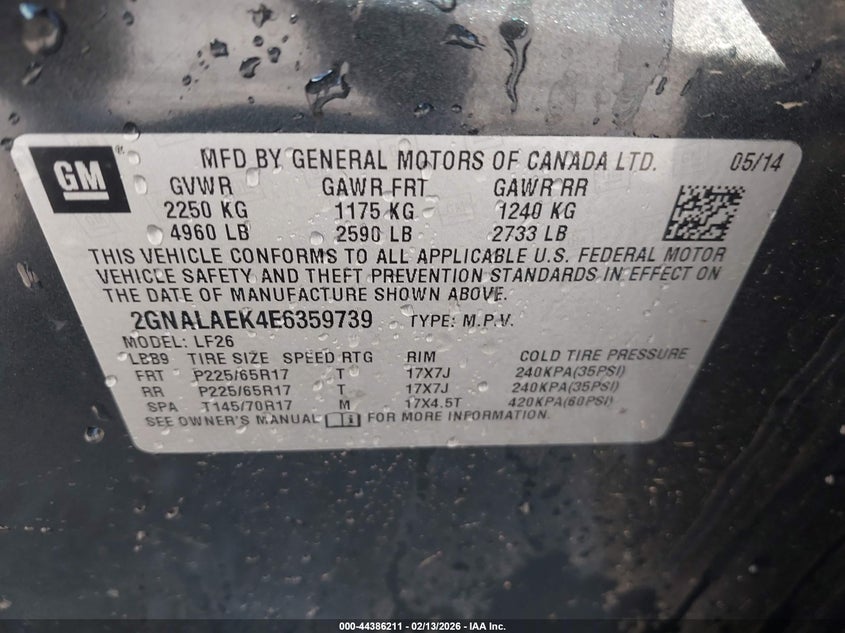 GM ® MFD BY GENERAL MOTORS OF CANADA LTD. 05/14
GVWR GAWR FRT GAWR RR
2250 KG 1175 KG 1240 KG
4960 LB 2590 LB 2733 LB
THIS VEHICLE CONFORMS TO ALL APPLICABLE U.S. FEDERAL MOTOR
VEHICLE SAFETY AND THEFT PREVENTION STANDARDS IN EFFECT ON
THE DATE OF MANUFACTURE SHOWN ABOVE.
2GNALAEK4E6359739 TYPE: M.P.V.
MODEL: LF26
TIRE SIZE SPEED RTG RIM COLD TIRE PRESSURE
FRT P225/65R17 T 17X7J 240KPA(35PSI)
RR P225/65R17 T 17X7J 240KPA(35PSI)
SPA T145/70R17 M 17X4.5T 420KPA(60PSI)
SEE OWNER'S MANUAL FOR MORE INFORMATION.
000-44386211 — 02/13/2026 — IAA Inc.